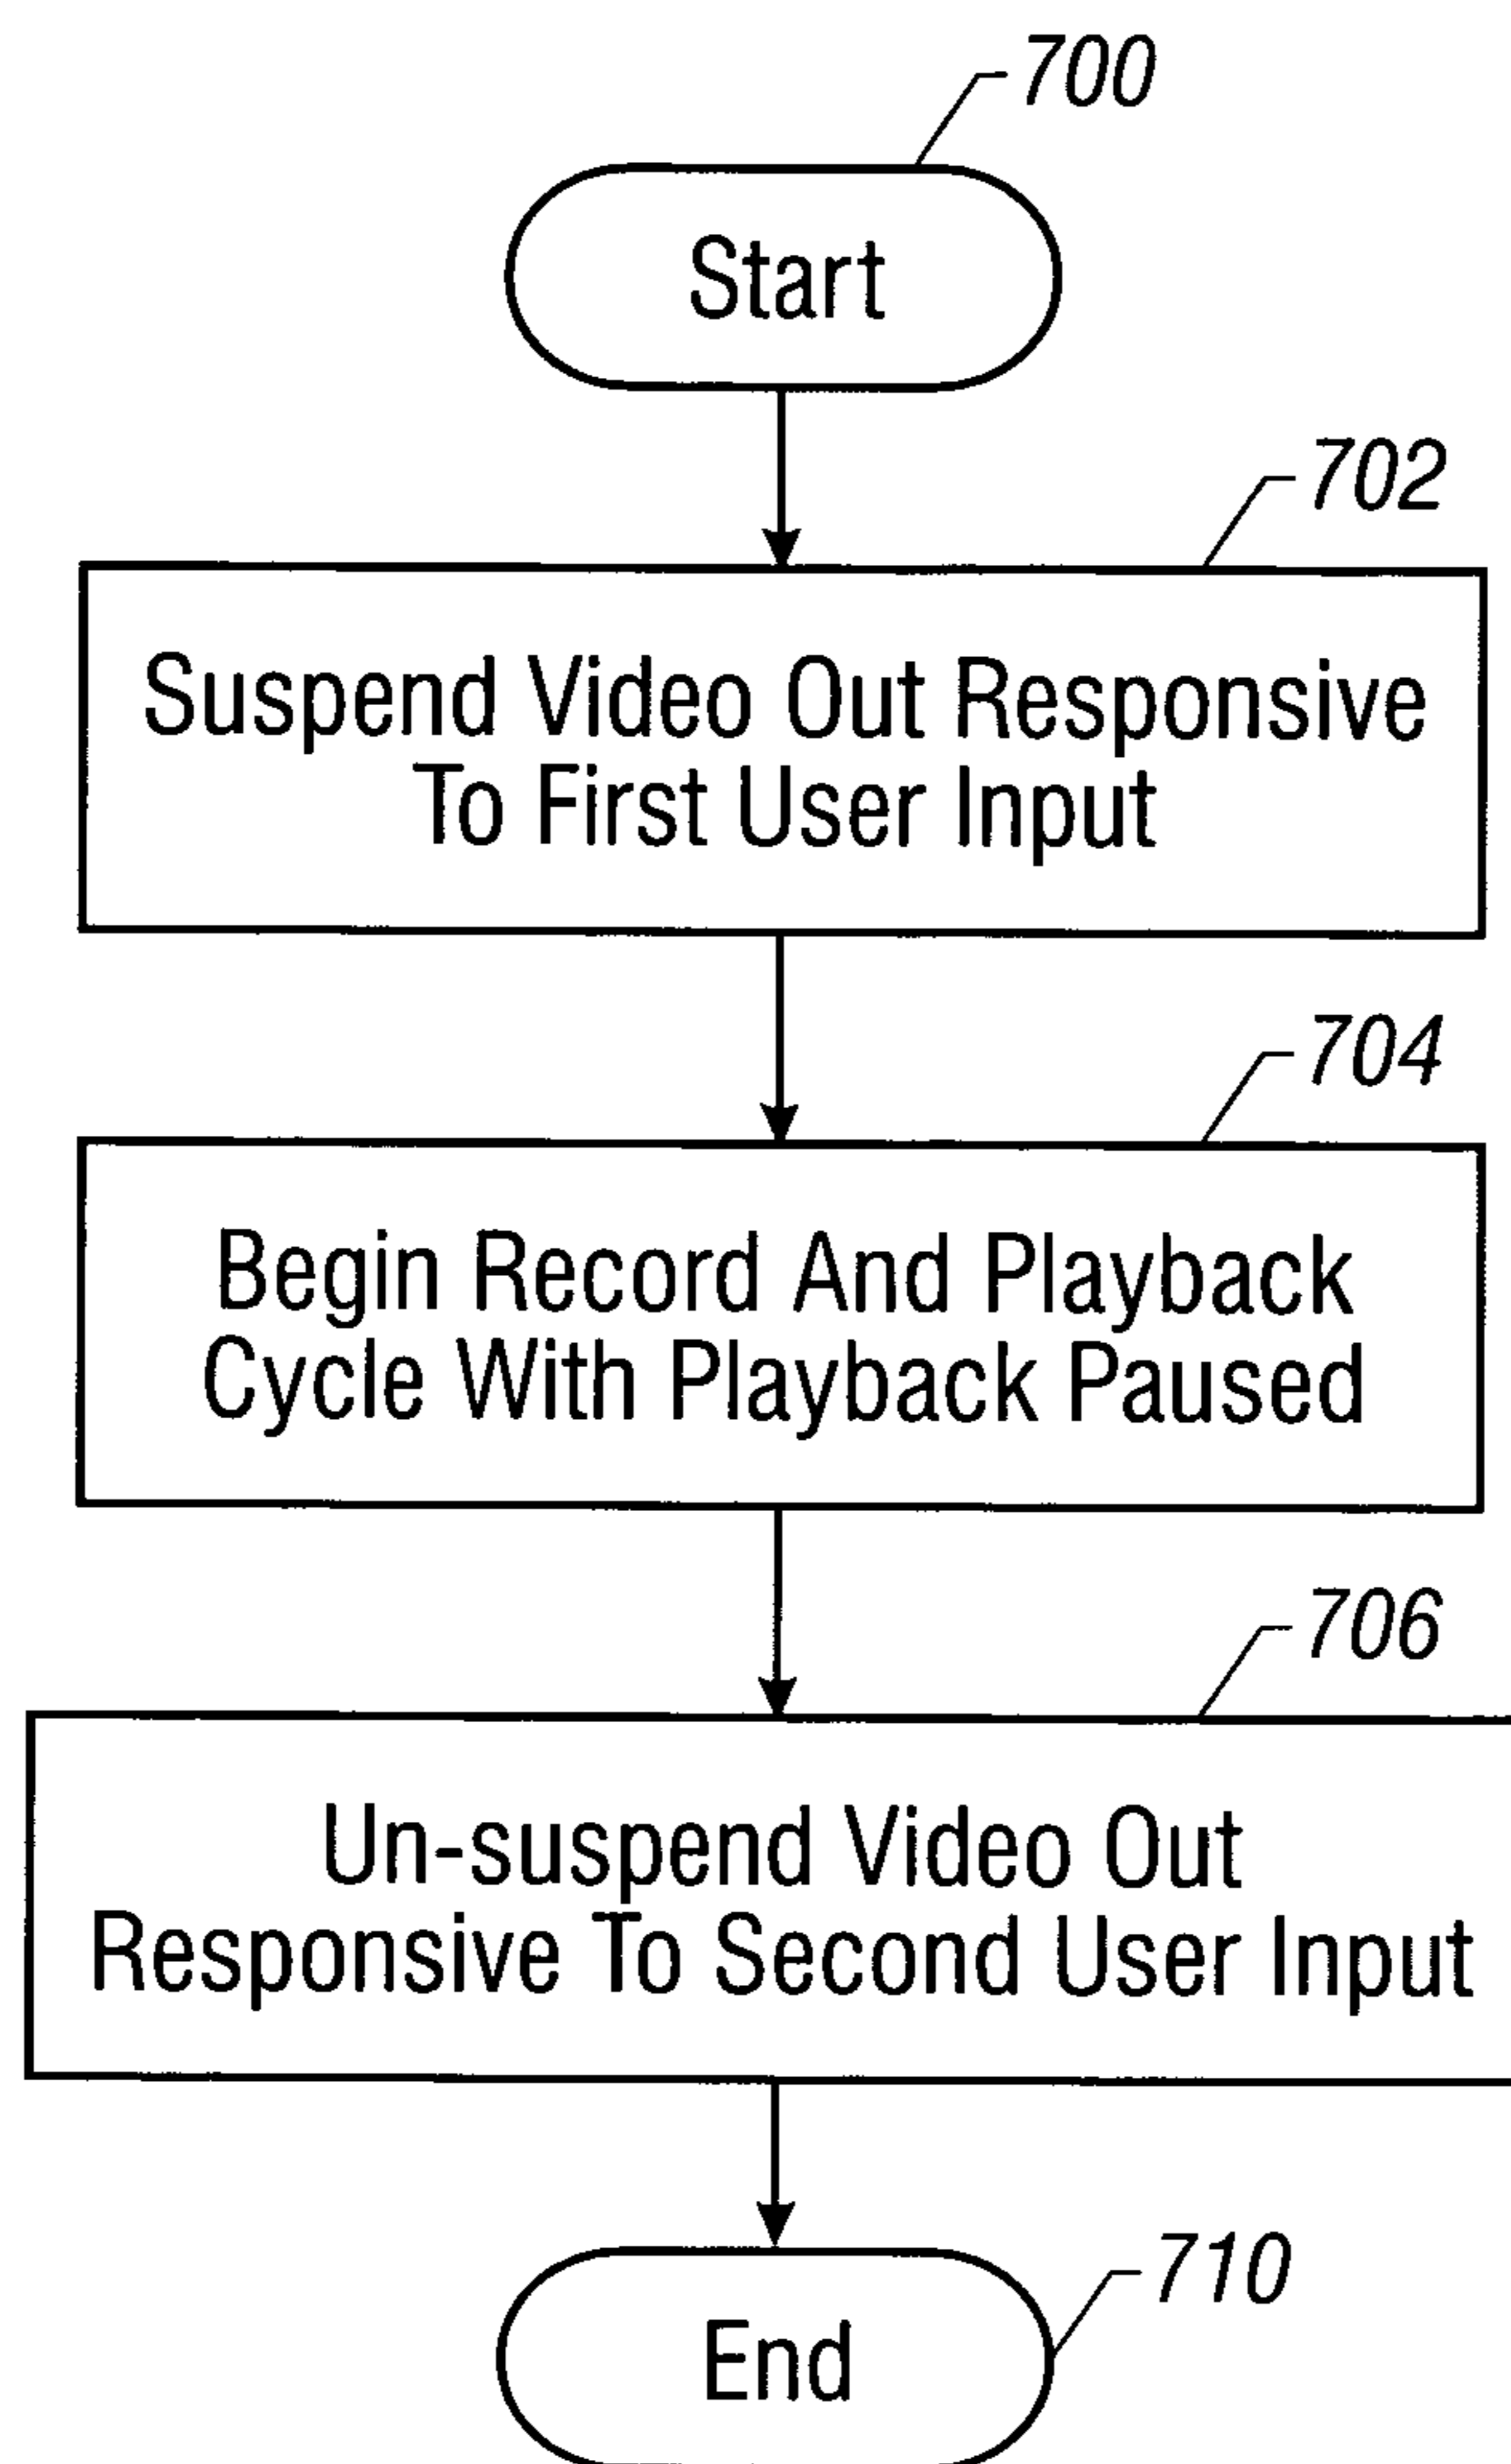 700
Start
702
Suspend Video Out Responsive
To First User Input
704
Begin Record And Playback
Cycle With Playback Paused
706
Un-suspend Video Out
Responsive To Second User Input
710
End